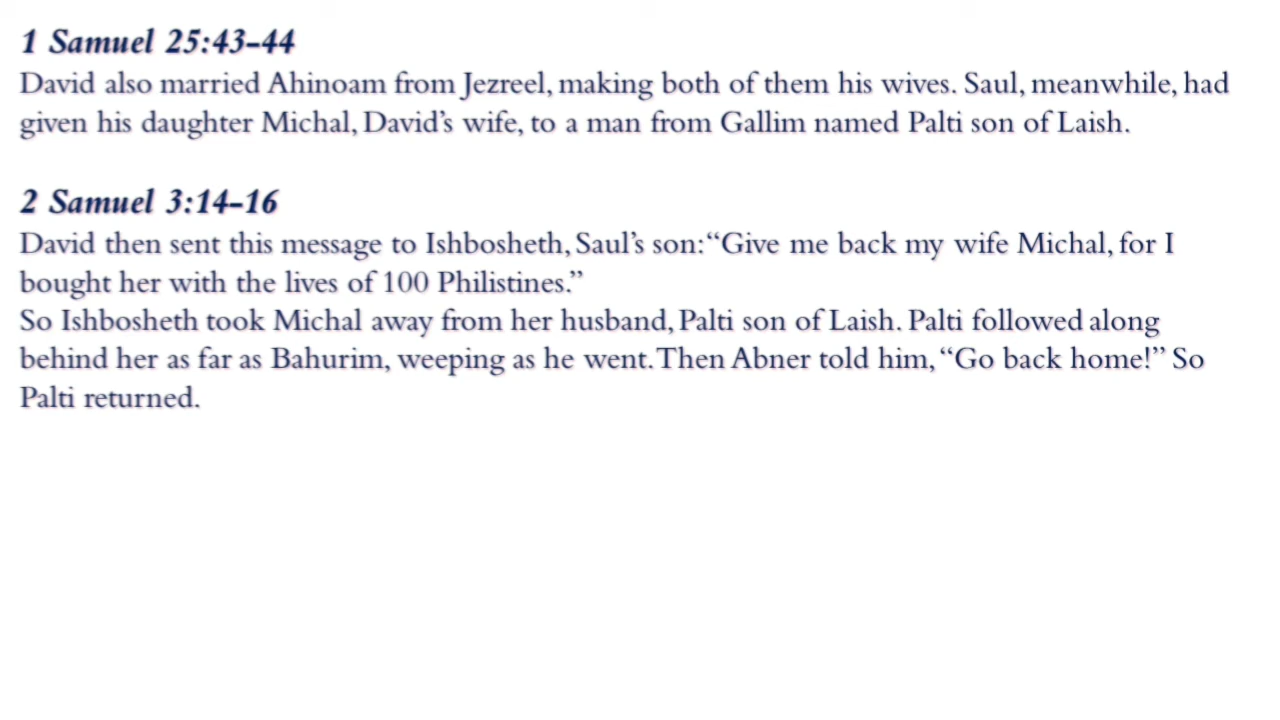 1 Samuel 25:43–44
David also married Ahinoam from Jezreel, making both of them his wives. Saul, meanwhile, had
given his daughter Michal, David’s wife, to a man from Gallim named Palti son of Laish.
2 Samuel 3:14–16
David then sent this message to Ishbosheth, Saul’s son: “Give me back my wife Michal, for I
bought her with the lives of 100 Philistines.”
So Ishbosheth took Michal away from her husband, Palti son of Laish. Palti followed along
behind her as far as Bahurim, weeping as he went. Then Abner told him, “Go back home!” So
Palti returned.